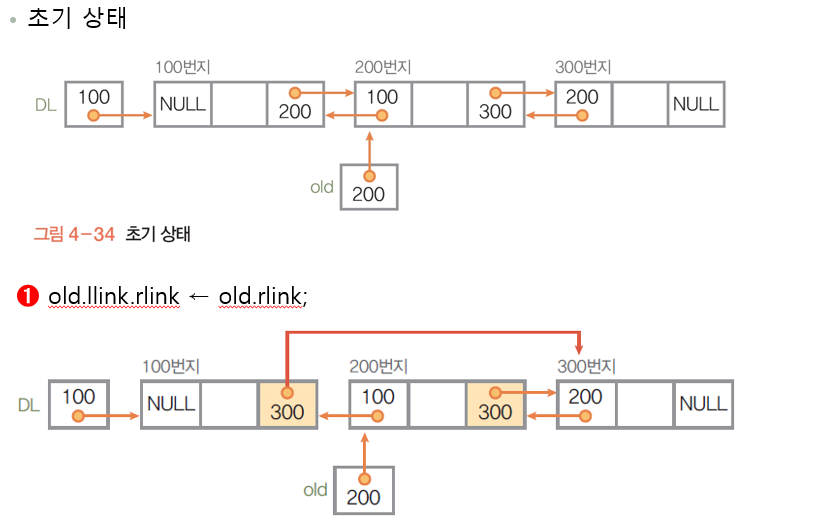 • 초기 상태
100번지 200번지 300번지
DL 100 NULL 200 100 300 200 NULL
old 200
그림 4-34 초기 상태
❶ old.llink.rlink ← old.rlink;
100번지 200번지 300번지
DL 100 NULL 300 100 300 200 NULL
old 200